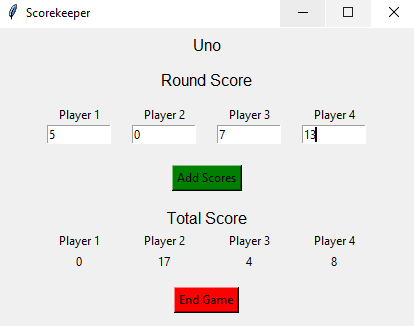 Scorekeeper
Uno
Round Score
Player 1 Player 2 Player 3 Player 4
5 0 7 13
Add Scores
Total Score
Player 1 Player 2 Player 3 Player 4
0 17 4 8
End Game